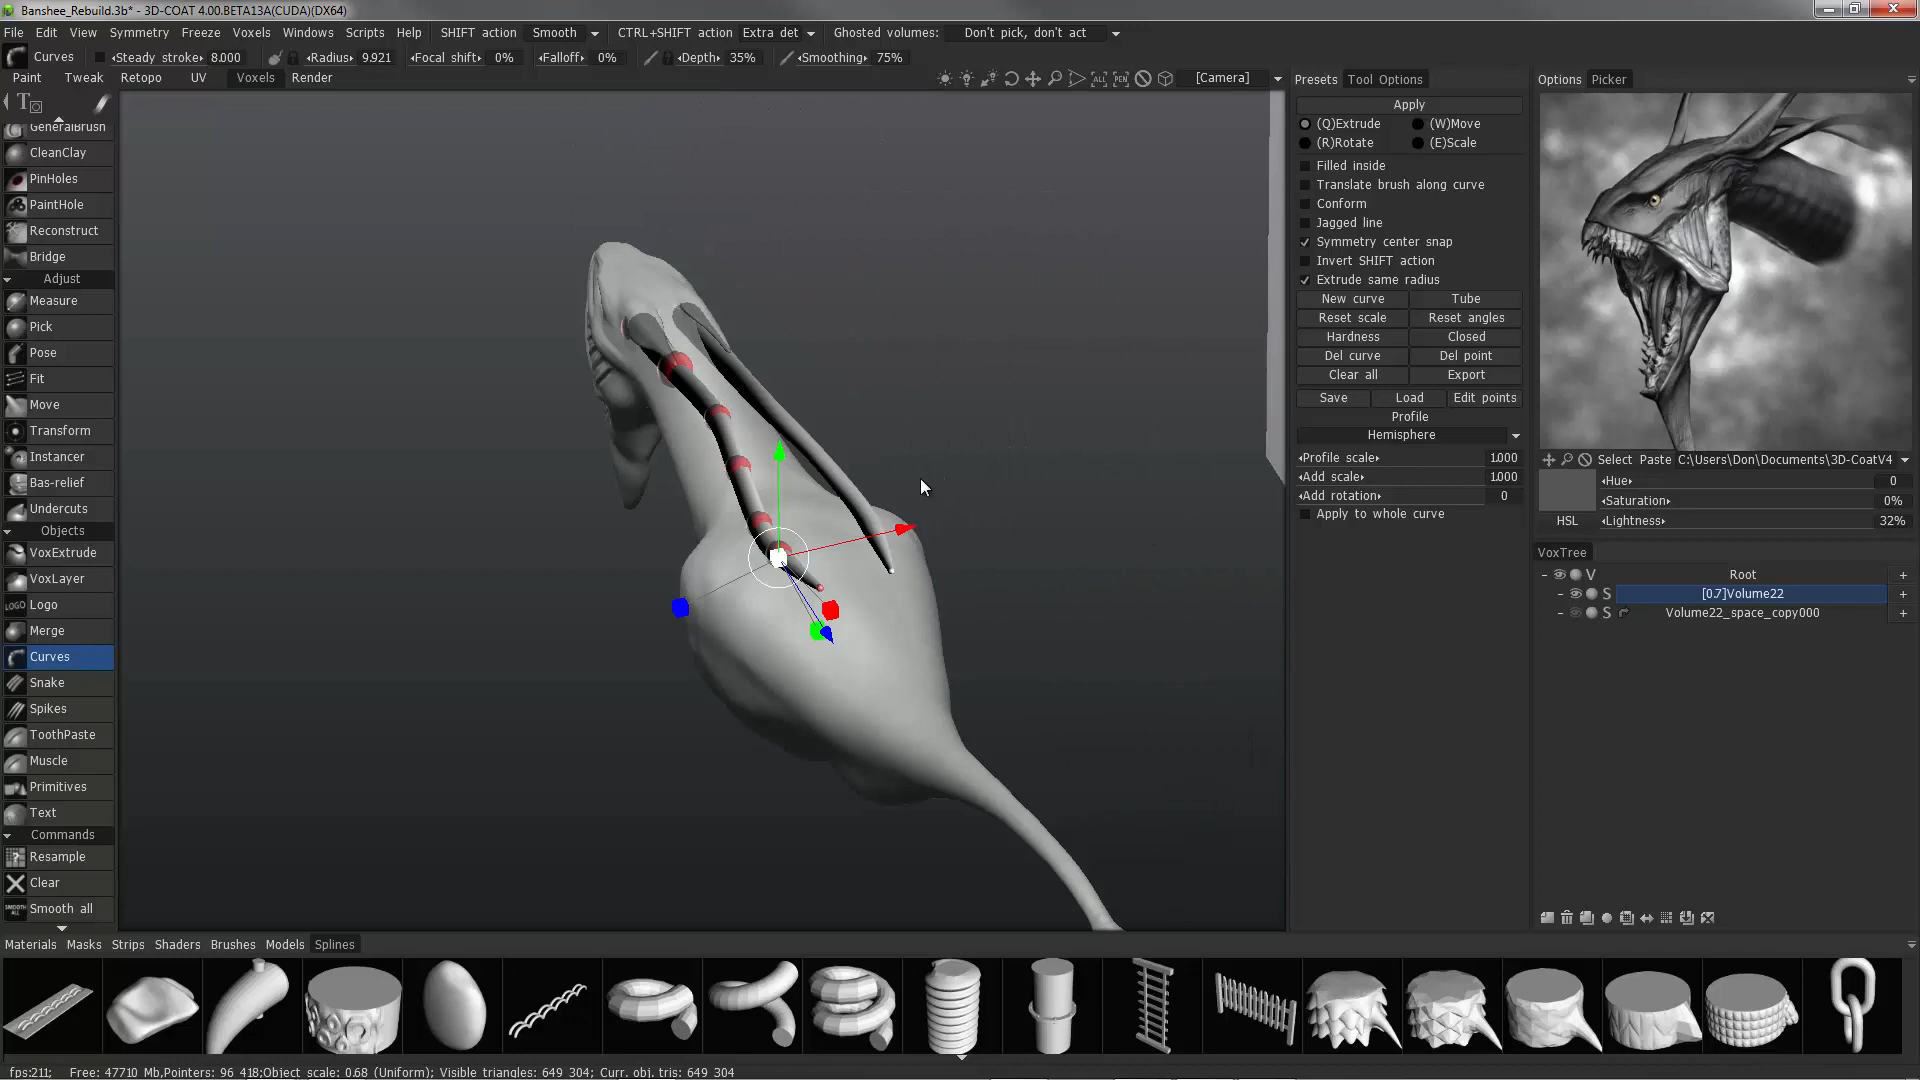 Banshee_Rebuild.3b* - 3D-COAT 4.00.BETA13A(CUDA)(DX64)
File Edit View Symmetry Freeze Voxels Windows Scripts Help SHIFT action Smooth CTRL+SHIFT action Extra det Ghosted volumes: Don't pick, don't act
Curves Steady stroke 8.000 Radius 9.921 Focal shift 0% Falloff 0% Depth 35% Smoothing 75%
Paint Tweak Retopo UV Voxels Render [Camera]
GeneralBrush
CleanClay
PinHoles
PaintHole
Reconstruct
Bridge
Adjust
Measure
Pick
Pose
Fit
Move
Transform
Instancer
Bas-relief
Undercuts
Objects
VoxExtrude
VoxLayer
LOGO Logo
Merge
Curves
Snake
Spikes
ToothPaste
Muscle
Primitives
Text
Commands
Resample
Clear
SMOOTH ALL Smooth all
Presets Tool Options
Apply
(Q)Extrude (W)Move
(R)Rotate (E)Scale
Filled inside
Translate brush along curve
Conform
Jagged line
Symmetry center snap
Invert SHIFT action
Extrude same radius
New curve Tube
Reset scale Reset angles
Hardness Closed
Del curve Del point
Clear all Export
Save Load Edit points
Profile
Hemisphere
Profile scale 1.000
Add scale 1.000
Add rotation 0
Apply to whole curve
Options Picker
Select Paste C:\Users\Don\Documents\3D-CoatV4
Hue 0
Saturation 0%
HSL Lightness 32%
VoxTree
V Root +
S [0.7]Volume22 +
S Volume22_space_copy000 +
Materials Masks Strips Shaders Brushes Models Splines
fps:211; Free: 47710 Mb,Pointers: 96 418;Object scale: 0.68 (Uniform); Visible triangles: 649 304; Curr. obj. tris: 649 304